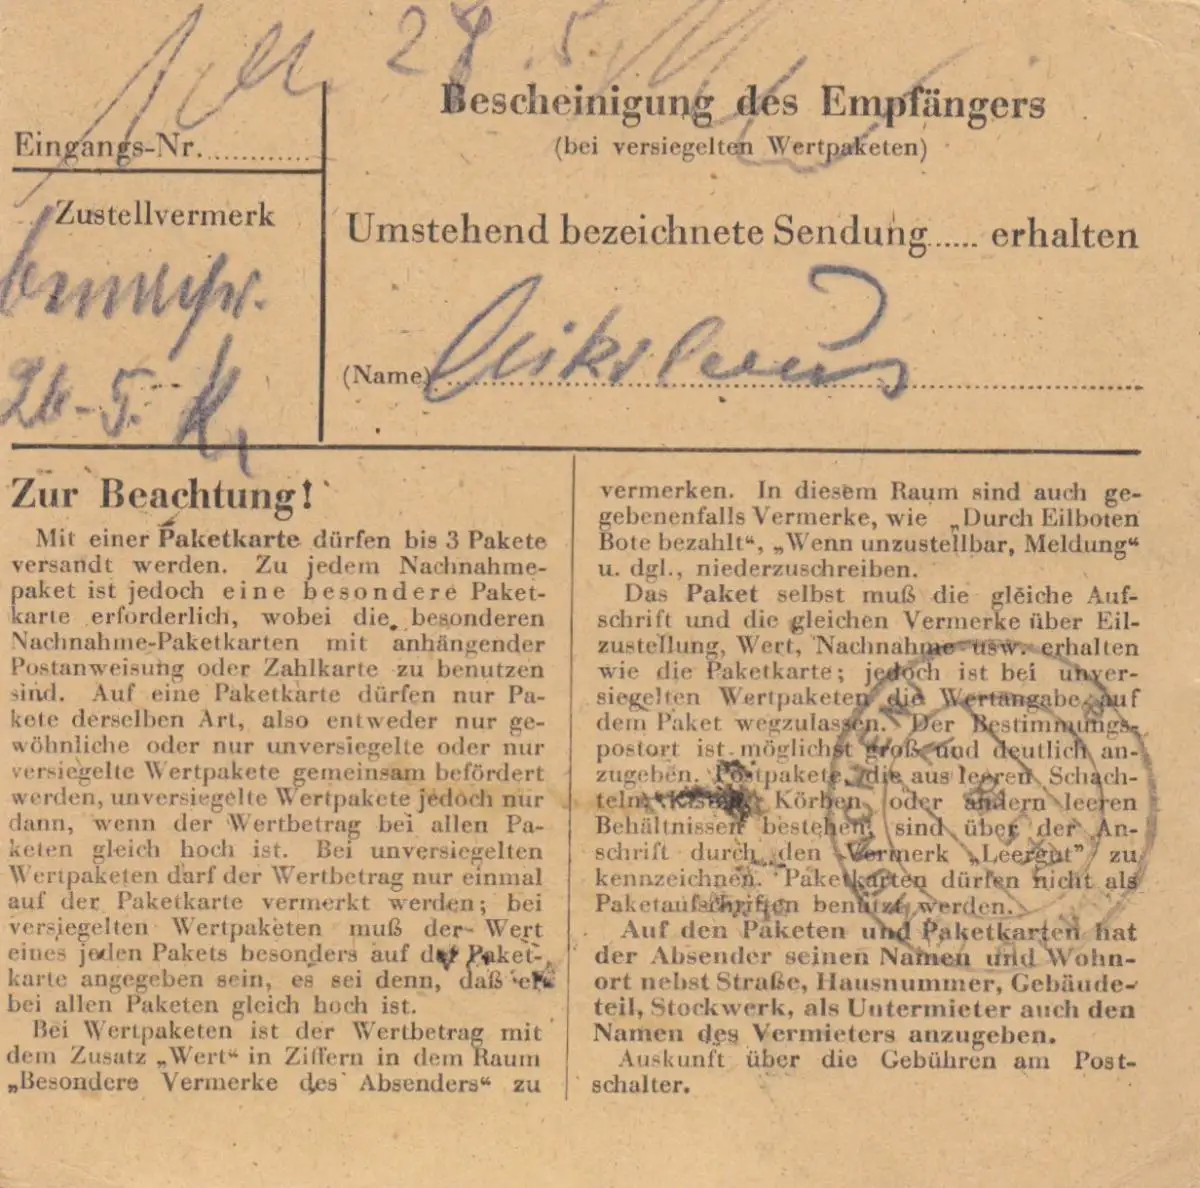 28. 5.
Bescheinigung des Empfängers
(bei versiegelten Wertpaketen)
Eingangs-Nr.
Zustellvermerk
26. 5.
Umstehend bezeichnete Sendung...... erhalten
(Name)
Zur Beachtung!
Mit einer Paketkarte dürfen bis 3 Pakete
versandt werden. Zu jedem Nachnahme-
paket ist jedoch eine besondere Paket-
karte erforderlich, wobei die besonderen
Nachnahme-Paketkarten mit anhängender
Postanweisung oder Zahlkarte zu benutzen
sind. Auf eine Paketkarte dürfen nur Pa-
kete derselben Art, also entweder nur ge-
wöhnliche oder nur unversiegelte oder nur
versiegelte Wertpakete gemeinsam befördert
werden, unversiegelte Wertpakete jedoch nur
dann, wenn der Wertbetrag bei allen Pa-
keten gleich hoch ist. Bei unversiegelten
Wertpaketen darf der Wertbetrag nur einmal
auf der Paketkarte vermerkt werden; bei
versiegelten Wertpaketen muß der Wert
eines jeden Pakets besonders auf der Paket-
karte angegeben sein, es sei denn, daß er
bei allen Paketen gleich hoch ist.
Bei Wertpaketen ist der Wertbetrag mit
dem Zusatz „Wert“ in Ziffern in dem Raum
„Besondere Vermerke des Absenders“ zu
vermerken. In diesem Raum sind auch ge-
gebenenfalls Vermerke, wie „Durch Eilboten
Bote bezahlt“, „Wenn unzustellbar, Meldung“
u. dgl., niederzuschreiben.
Das Paket selbst muß die gleiche Auf-
schrift und die gleichen Vermerke über Eil-
zustellung, Wert, Nachnahme usw. erhalten
wie die Paketkarte; jedoch ist bei unver-
siegelten Wertpaketen die Wertangabe auf
dem Paket wegzulassen. Der Bestimmungs-
postort ist möglichst groß und deutlich an-
zugeben. Postpakete, die aus leeren Schach-
teln, Kisten, Körben oder andern leeren
Behältnissen bestehen, sind über der An-
schrift durch den Vermerk „Leergut“ zu
kennzeichnen. Paketkarten dürfen nicht als
Paketaufschriften benutzt werden.
Auf den Paketen und Paketkarten hat
der Absender seinen Namen und Wohn-
ort nebst Straße, Hausnummer, Gebäude-
teil, Stockwerk, als Untermieter auch den
Namen des Vermieters anzugeben.
Auskunft über die Gebühren am Post-
schalter.